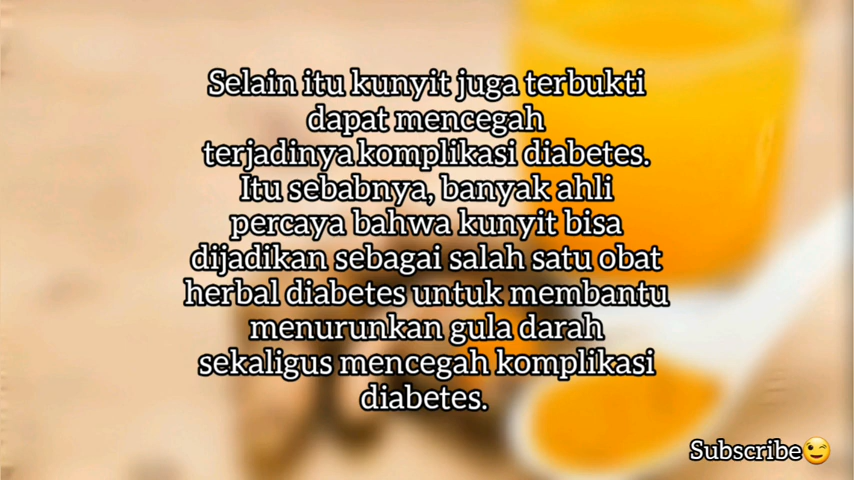 Selain itu kunyit juga terbukti
dapat mencegah
terjadinya komplikasi diabetes.
Itu sebabnya, banyak ahli
percaya bahwa kunyit bisa
dijadikan sebagai salah satu obat
herbal diabetes untuk membantu
menurunkan gula darah
sekaligus mencegah komplikasi
diabetes.
Subscribe😉